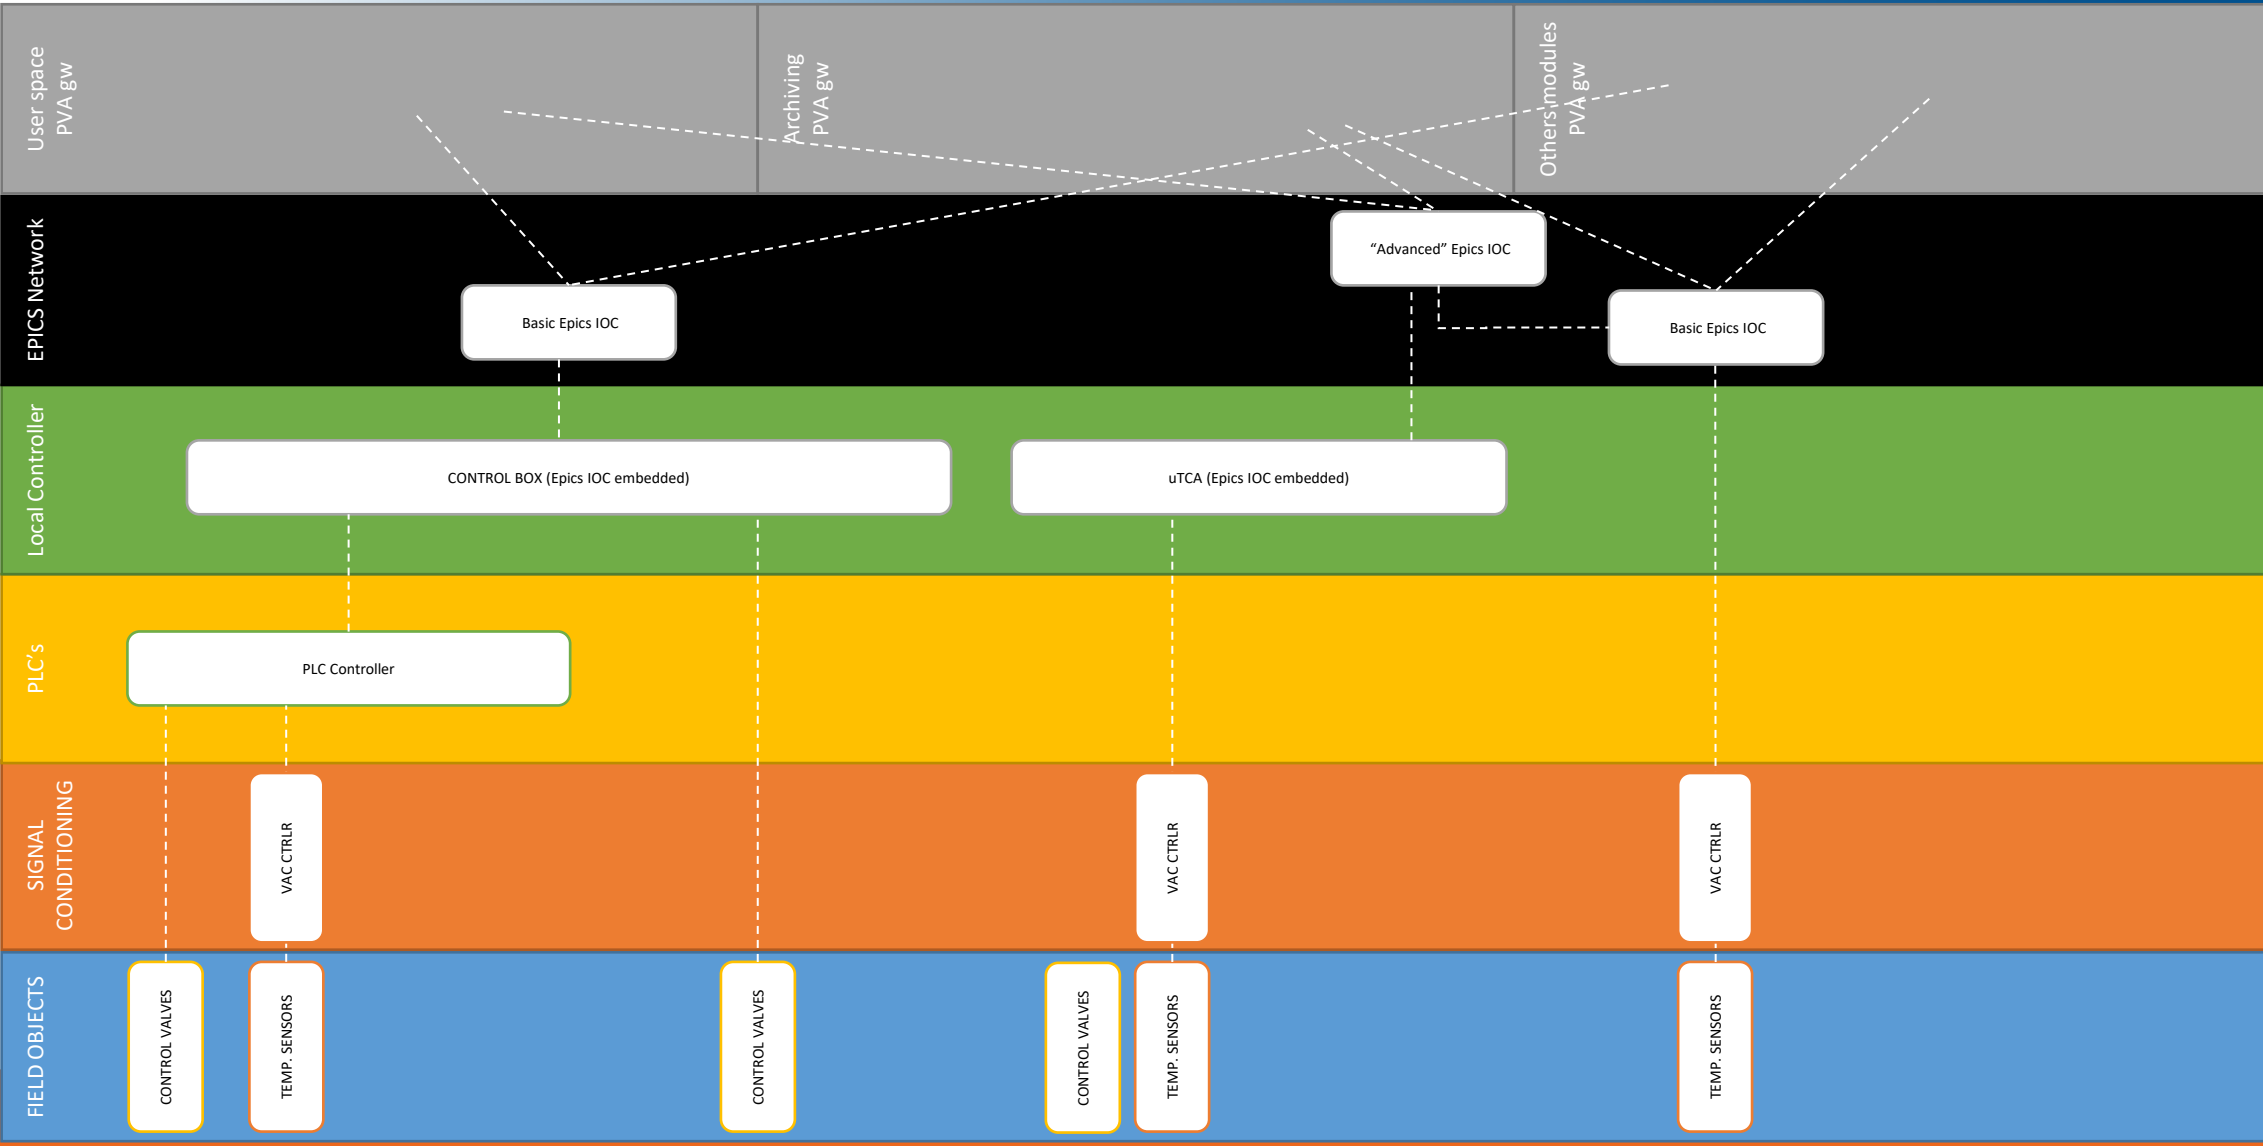 User space
PVA gw
Archiving
PVA gw
Others modules
PVA gw
EPICS Network
"Advanced" Epics IOC
Basic Epics IOC
Basic Epics IOC
Local Controller
CONTROL BOX (Epics IOC embedded)
uTCA (Epics IOC embedded)
PLC's
PLC Controller
SIGNAL
CONDITIONING
VAC CTRLR
VAC CTRLR
VAC CTRLR
FIELD OBJECTS
CONTROL VALVES
TEMP. SENSORS
CONTROL VALVES
CONTROL VALVES
TEMP. SENSORS
TEMP. SENSORS